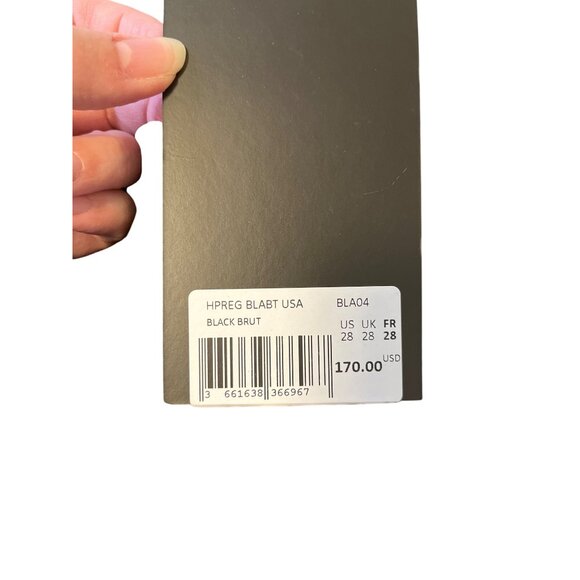 HPREG BLABT USA BLA04
BLACK BRUT
US UK FR
28 28 28
170.00 USD
3 661638 366967